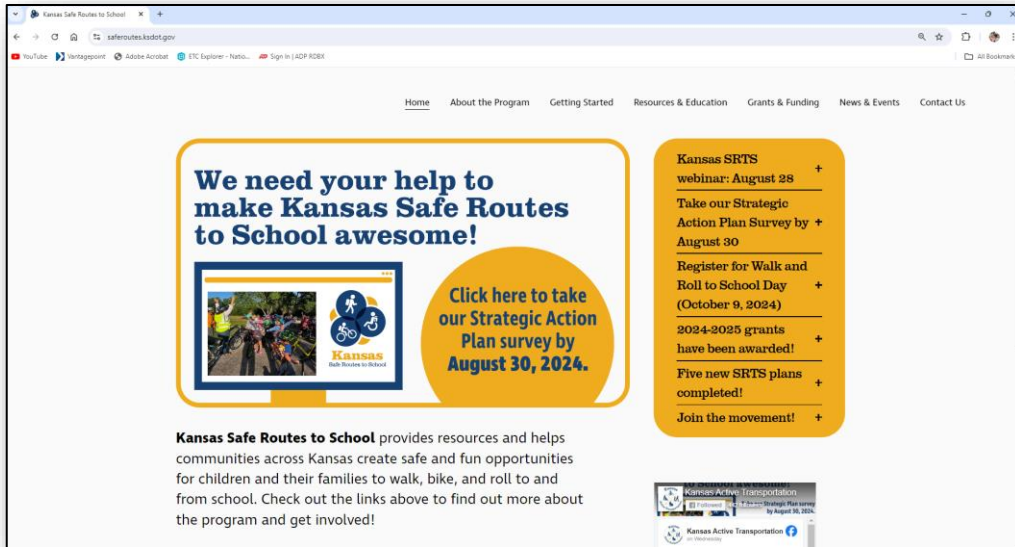 Kansas Safe Routes to School
saferoutes.ksdot.gov
YouTube Vantagepoint Adobe Acrobat ETC Explorer - Natio... Sign In | ADP RDBX All Bookmark
Home About the Program Getting Started Resources & Education Grants & Funding News & Events Contact Us
We need your help to
make Kansas Safe Routes
to School awesome!
Kansas
Safe Routes to School
Click here to take
our Strategic Action
Plan survey by
August 30, 2024.
Kansas SRTS
webinar: August 28
+
Take our Strategic
Action Plan Survey by +
August 30
Register for Walk and
Roll to School Day +
(October 9, 2024)
2024-2025 grants
have been awarded!
+
Five new SRTS plans
completed!
+
Join the movement! +
Kansas Safe Routes to School provides resources and helps
communities across Kansas create safe and fun opportunities
for children and their families to walk, bike, and roll to and
from school. Check out the links above to find out more about
the program and get involved!
Kansas Active Transportation
Followed
by August 30, 2024.
Kansas Active Transportation
on Wednesday